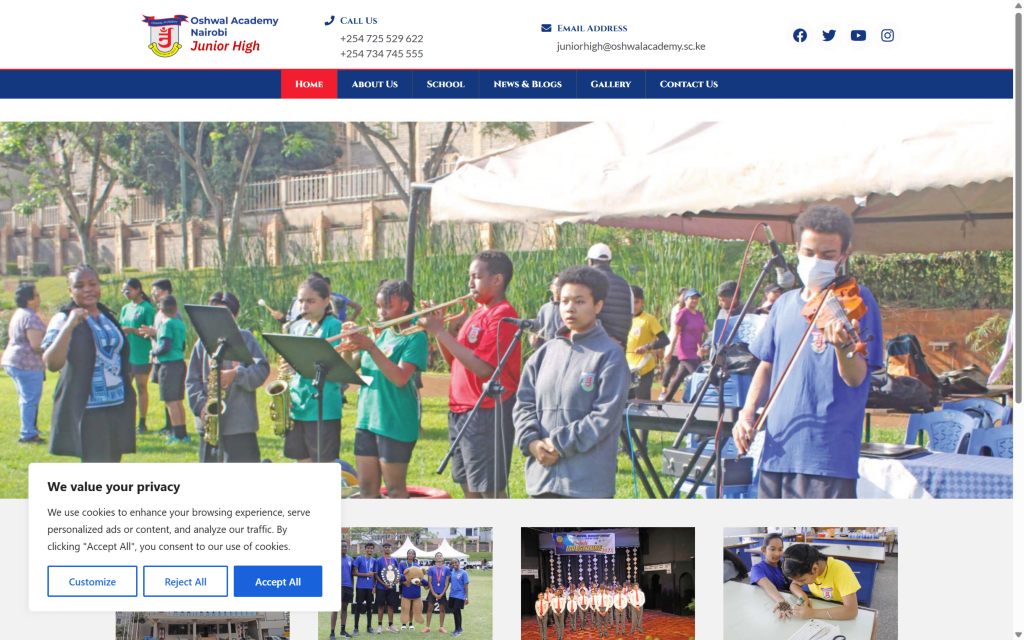 Oshwal Academy
Nairobi
Junior High
Call Us
+254 725 529 622
+254 734 745 555
Email Address
juniorhigh@oshwalacademy.sc.ke
Home
About Us
School
News & Blogs
Gallery
Contact Us
We value your privacy
We use cookies to enhance your browsing experience, serve
personalized ads or content, and analyze our traffic. By
clicking "Accept All", you consent to our use of cookies.
Customize
Reject All
Accept All